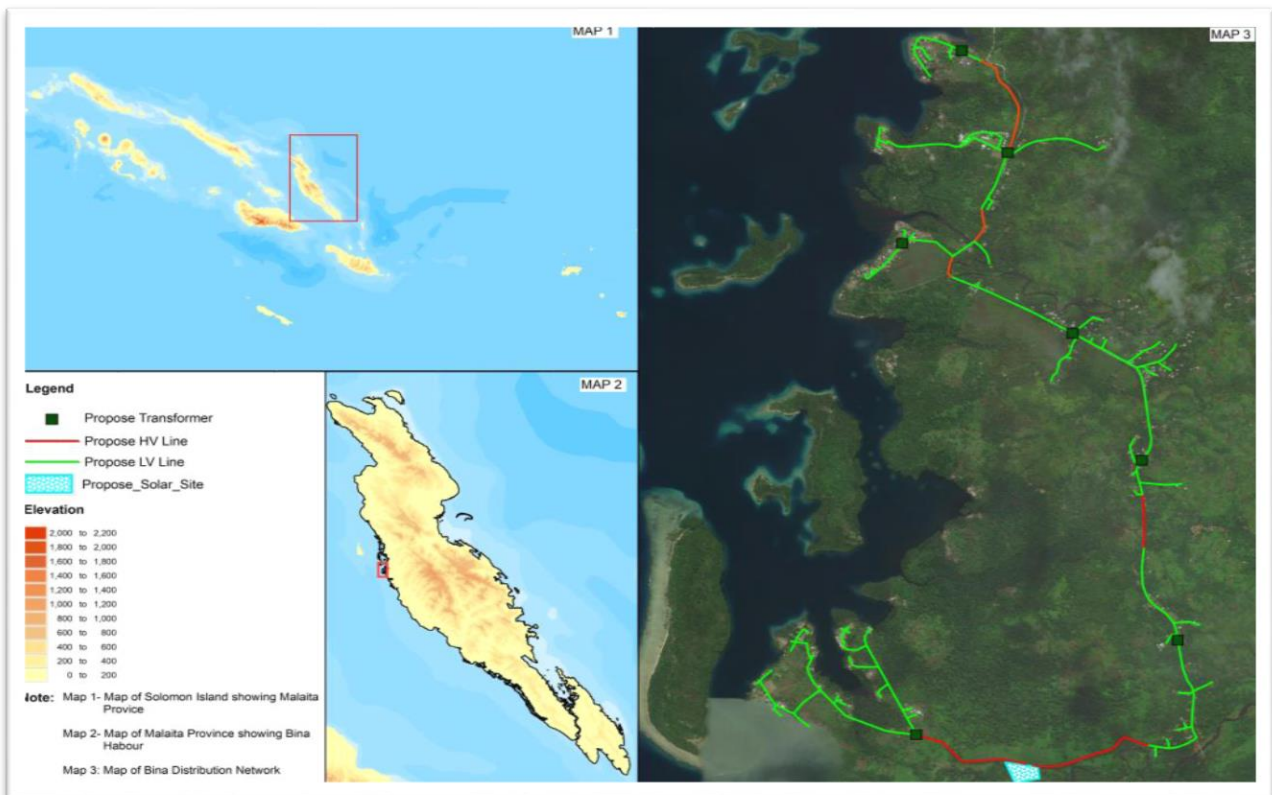 MAP 1
MAP 3
Legend
Propose Transformer
Propose HV Line
Propose LV Line
Propose_Solar_Site
Elevation
2,000 to 2,200
1,800 to 2,000
1,600 to 1,800
1,400 to 1,600
1,200 to 1,400
1,000 to 1,200
800 to 1,000
600 to 800
400 to 600
200 to 400
0 to 200
Note: Map 1- Map of Solomon Island showing Malaita
Provice
Map 2- Map of Malaita Province showing Bina
Habour
Map 3: Map of Bina Distribution Network
MAP 2